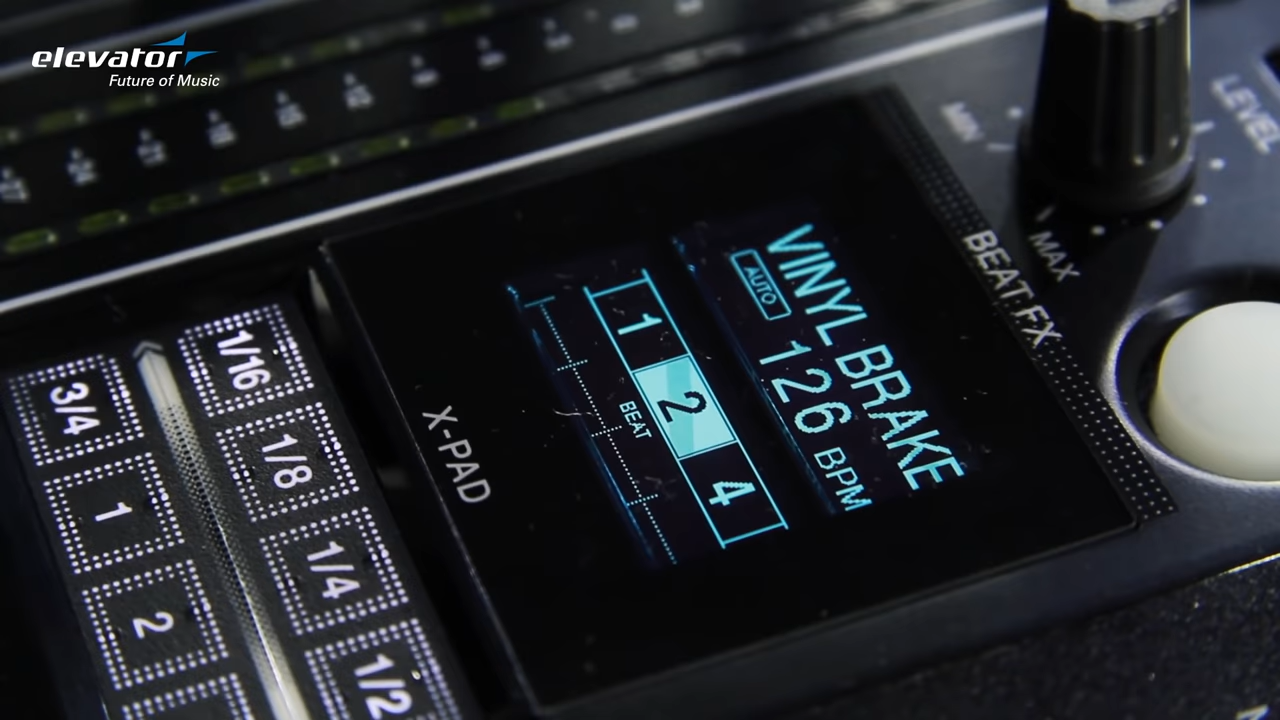 elevator
Future of Music
MIN
LEVEL
MAX
BEAT FX
VINYL BRAKE
AUTO
126 BPM
1 2 4
BEAT
X-PAD
1/16
1/8
1/4
1/2
3/4
1
2